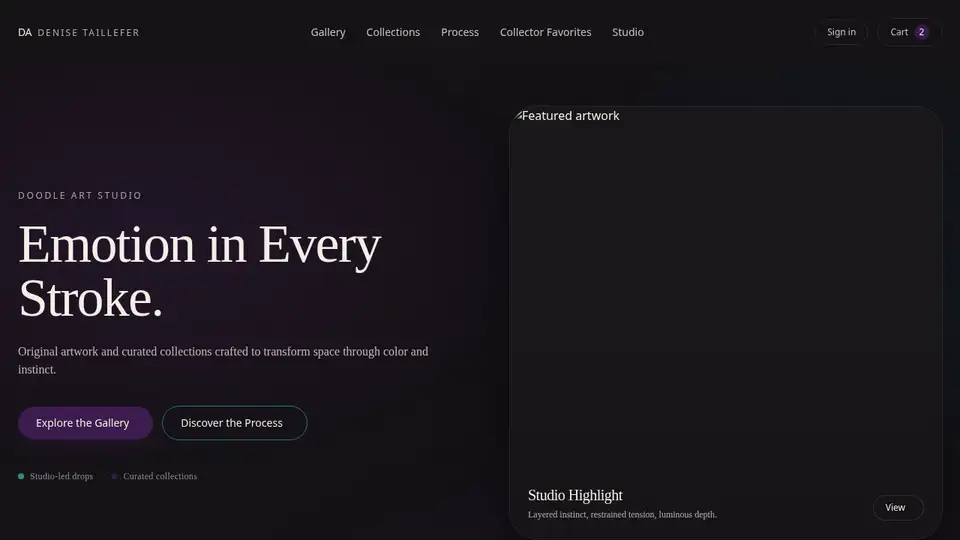 DA DENISE TAILLEFER
Gallery Collections Process Collector Favorites Studio
Sign in Cart 2
Featured artwork
DOODLE ART STUDIO
Emotion in Every
Stroke.
Original artwork and curated collections crafted to transform space through color and
instinct.
Explore the Gallery Discover the Process
Studio-led drops Curated collections
Studio Highlight
Layered instinct, restrained tension, luminous depth.
View